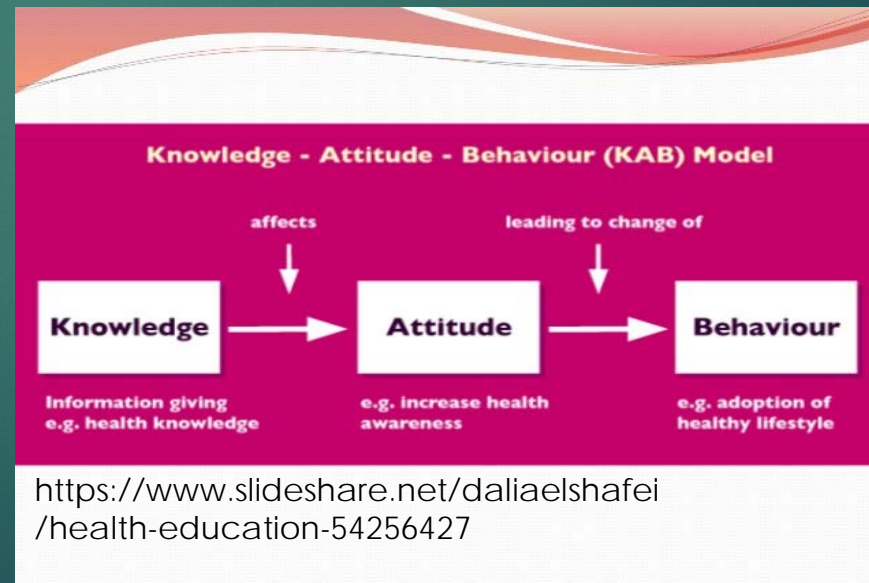 Knowledge - Attitude - Behaviour (KAB) Model
affects
leading to change of
Knowledge
Attitude
Behaviour
Information giving
e.g. health knowledge
e.g. increase health
awareness
e.g. adoption of
healthy lifestyle
https://www.slideshare.net/daliaelshafei
/health-education-54256427